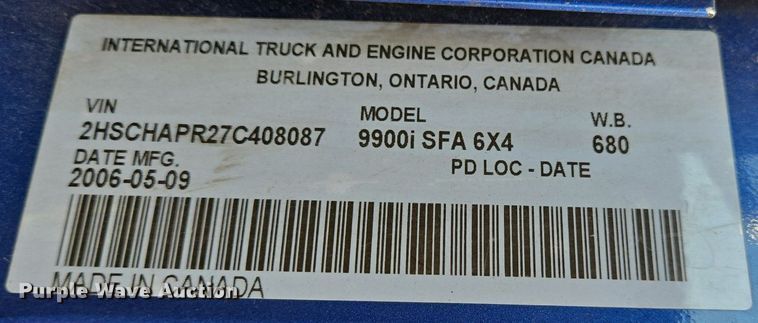 INTERNATIONAL TRUCK AND ENGINE CORPORATION CANADA
BURLINGTON, ONTARIO, CANADA
VIN MODEL W.B.
2HSCHAPR27C408087 9900i SFA 6X4 680
DATE MFG. PD LOC - DATE
2006-05-09
MADE IN CANADA
Purple Wave Auction